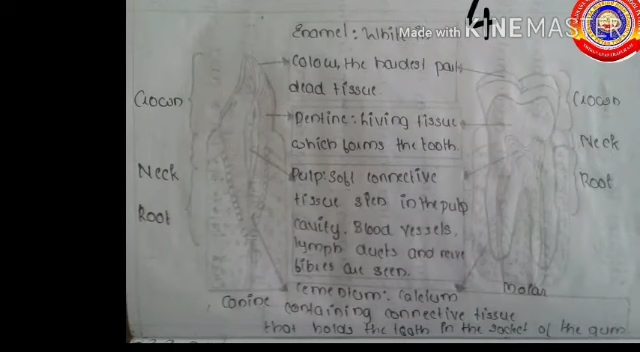 4
Enamel: White
Made with KINEMASTER
Colour, the hardest part
dead tissue.
Crown
Crown
Dentine: Living tissue
which forms the tooth.
Neck
Neck
Pulp: Soft connective
Root
Root
tissue seen in the pulp
cavity. Blood vessels,
lymph ducts and nerve
fibres are seen.
Canine
Molar
Cementum: Calcium
containing connective tissue
that holds the teeth in the socket of the gum